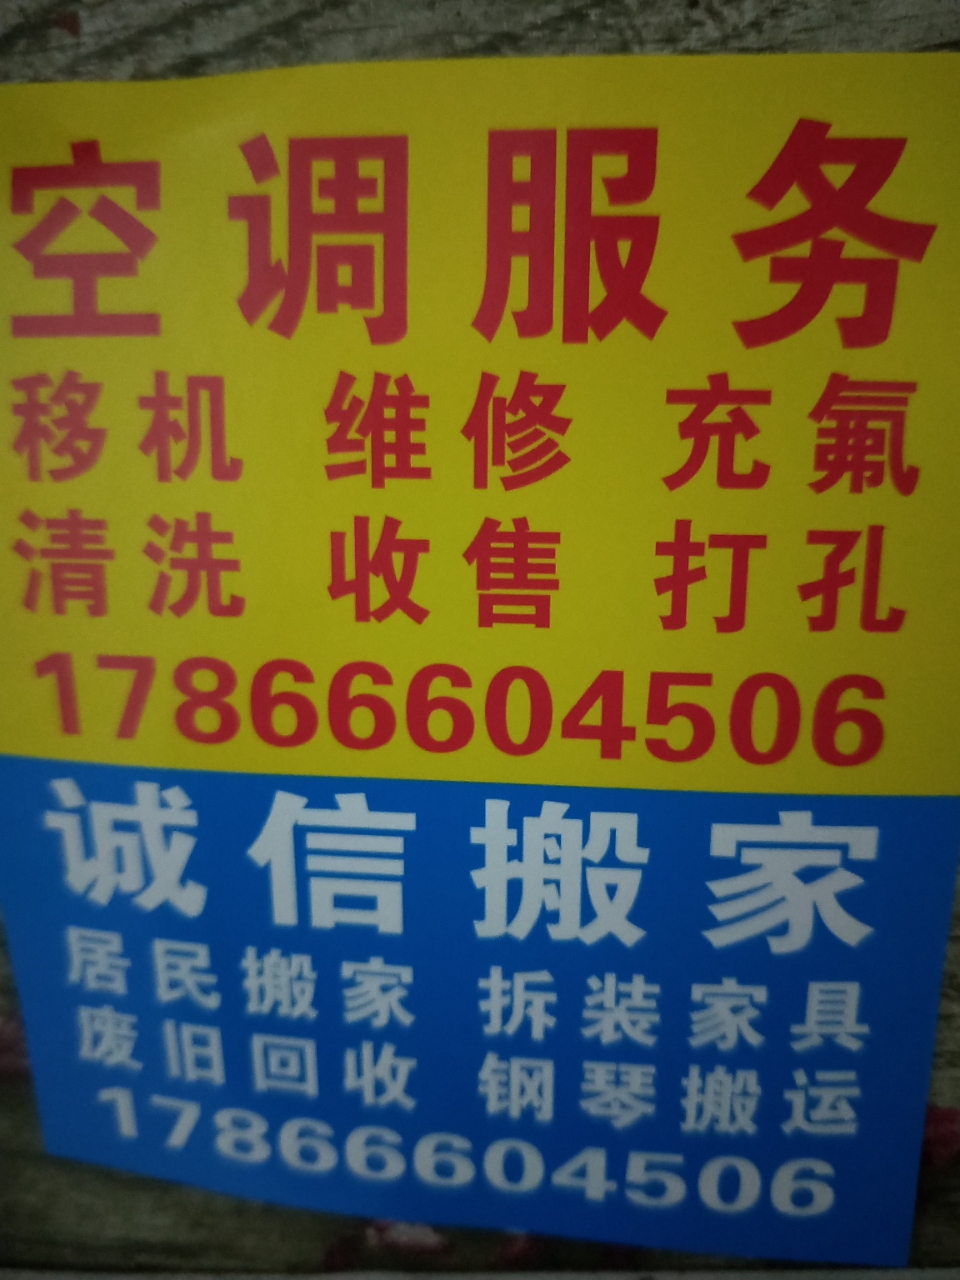 空调服务
移机 维修 充氟
清洗 收售 打孔
17866604506
诚信搬家
居民搬家 拆装家具
废旧回收 钢琴搬运
17866604506